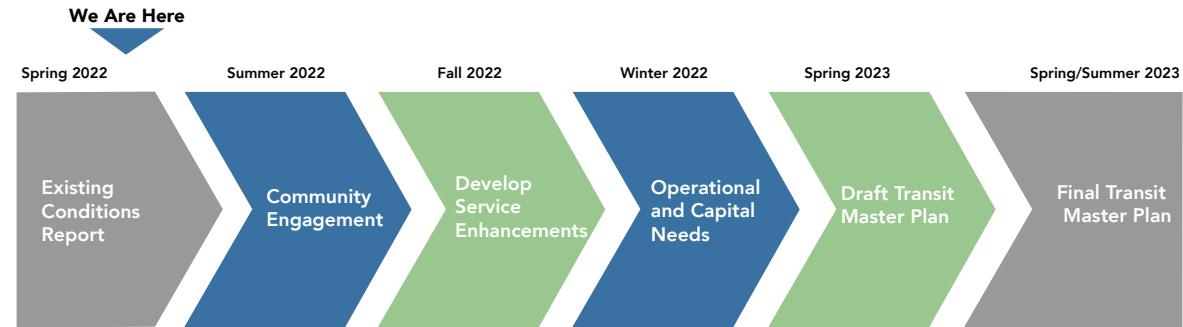 We Are Here
Spring 2022
Summer 2022
Fall 2022
Winter 2022
Spring 2023
Spring/Summer 2023
Existing
Conditions
Report
Community
Engagement
Develop
Service
Enhancements
Operational
and Capital
Needs
Draft Transit
Master Plan
Final Transit
Master Plan